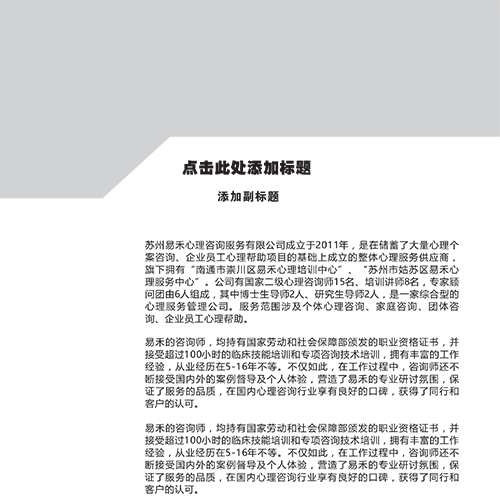 点击此处添加标题
添加副标题
苏州易禾心理咨询服务有限公司成立于2011年，是在储蓄了大量心理个
案咨询、企业员工心理帮助项目的基础上成立的整体心理服务供应商，
旗下拥有“南通市崇川区易禾心理培训中心”、“苏州市姑苏区易禾心
理服务中心”。公司有国家二级心理咨询师15名、培训讲师8名，专家顾
问团由6人组成，其中博士生导师2人、研究生导师2人，是一家综合型的
心理服务管理公司。服务范围涉及个体心理咨询、家庭咨询、团体咨
询、企业员工心理帮助。
易禾的咨询师，均持有国家劳动和社会保障部颁发的职业资格证书，并
接受超过100小时的临床技能培训和专项咨询技术培训，拥有丰富的工作
经验，从业经历在5-16年不等。不仅如此，在工作过程中，咨询师还不
断接受国内外的案例督导及个人体验，营造了易禾的专业研讨氛围，保
证了服务的品质，在国内心理咨询行业享有良好的口碑，获得了同行和
客户的认可。
易禾的咨询师，均持有国家劳动和社会保障部颁发的职业资格证书，并
接受超过100小时的临床技能培训和专项咨询技术培训，拥有丰富的工作
经验，从业经历在5-16年不等。不仅如此，在工作过程中，咨询师还不
断接受国内外的案例督导及个人体验，营造了易禾的专业研讨氛围，保
证了服务的品质，在国内心理咨询行业享有良好的口碑，获得了同行和
客户的认可。